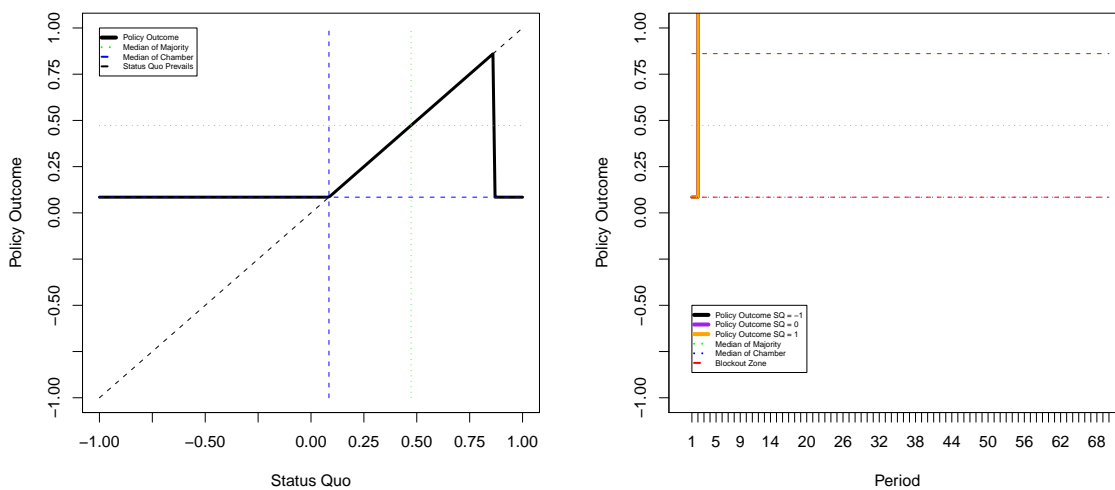 Policy Outcome
1.00
0.75
0.50
0.25
0.00
−0.50
−1.00
Policy Outcome
Median of Majority
Median of Chamber
Status Quo Prevails
−1.00 −0.50 0.00 0.25 0.50 0.75 1.00
Status Quo
Policy Outcome
1.00
0.75
0.50
0.25
0.00
−0.50
−1.00
Policy Outcome SQ = −1
Policy Outcome SQ = 0
Policy Outcome SQ = 1
Median of Majority
Median of Chamber
Blockout Zone
1 5 9 14 20 26 32 38 44 50 56 62 68
Period